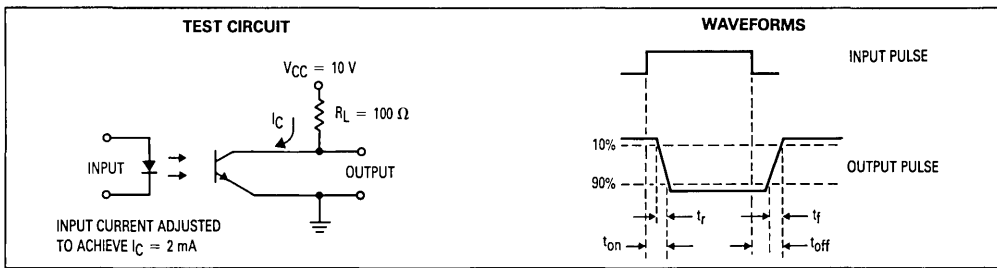 TEST CIRCUIT
VCC = 10 V
RL = 100 Ω
IC
INPUT
OUTPUT
INPUT CURRENT ADJUSTED
TO ACHIEVE IC = 2 mA
WAVEFORMS
INPUT PULSE
10%
OUTPUT PULSE
90%
tr
tf
ton
toff